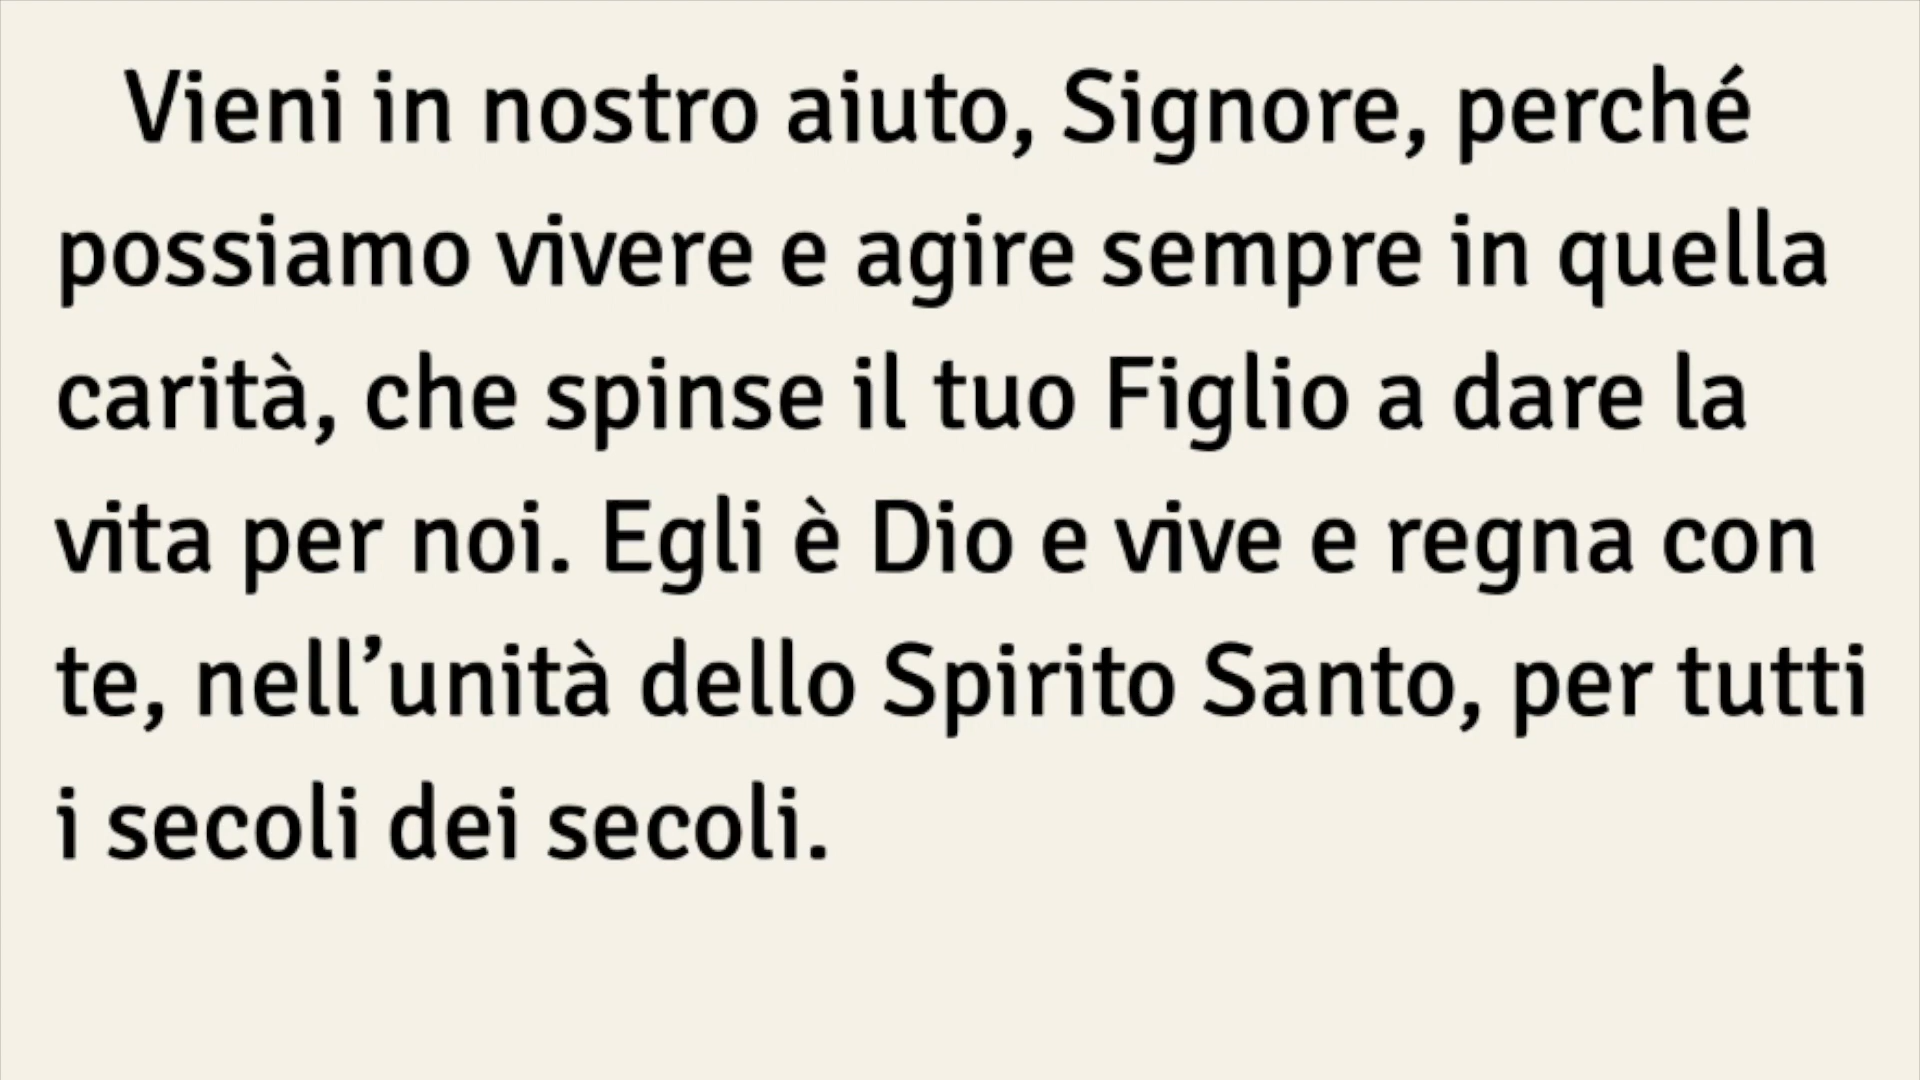 Vieni in nostro aiuto, Signore, perché
possiamo vivere e agire sempre in quella
carità, che spinse il tuo Figlio a dare la
vita per noi. Egli è Dio e vive e regna con
te, nell’unità dello Spirito Santo, per tutti
i secoli dei secoli.